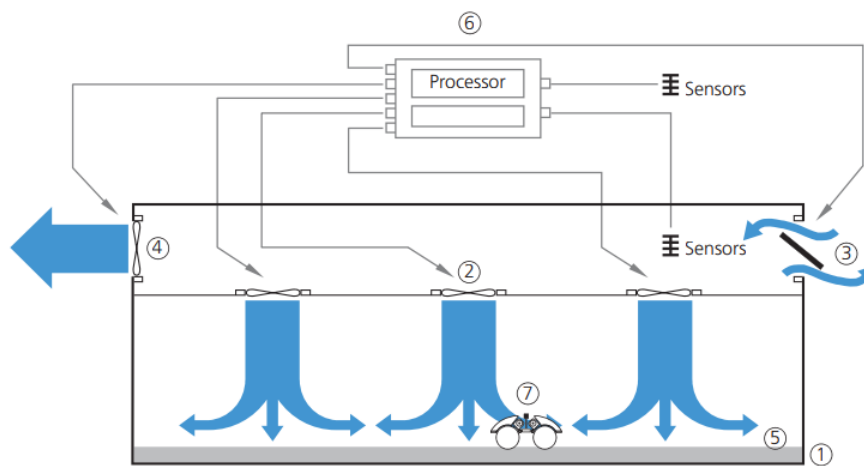 ⑥
Processor
Sensors
④
Sensors
③
②
⑦
⑤
①